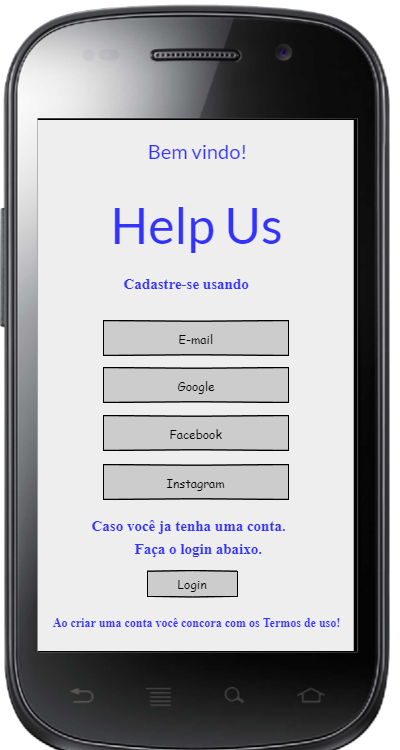 Bem vindo!
Help Us
Cadastre-se usando
E-mail
Google
Facebook
Instagram
Caso você ja tenha uma conta.
Faça o login abaixo.
Login
Ao criar uma conta você concora com os Termos de uso!